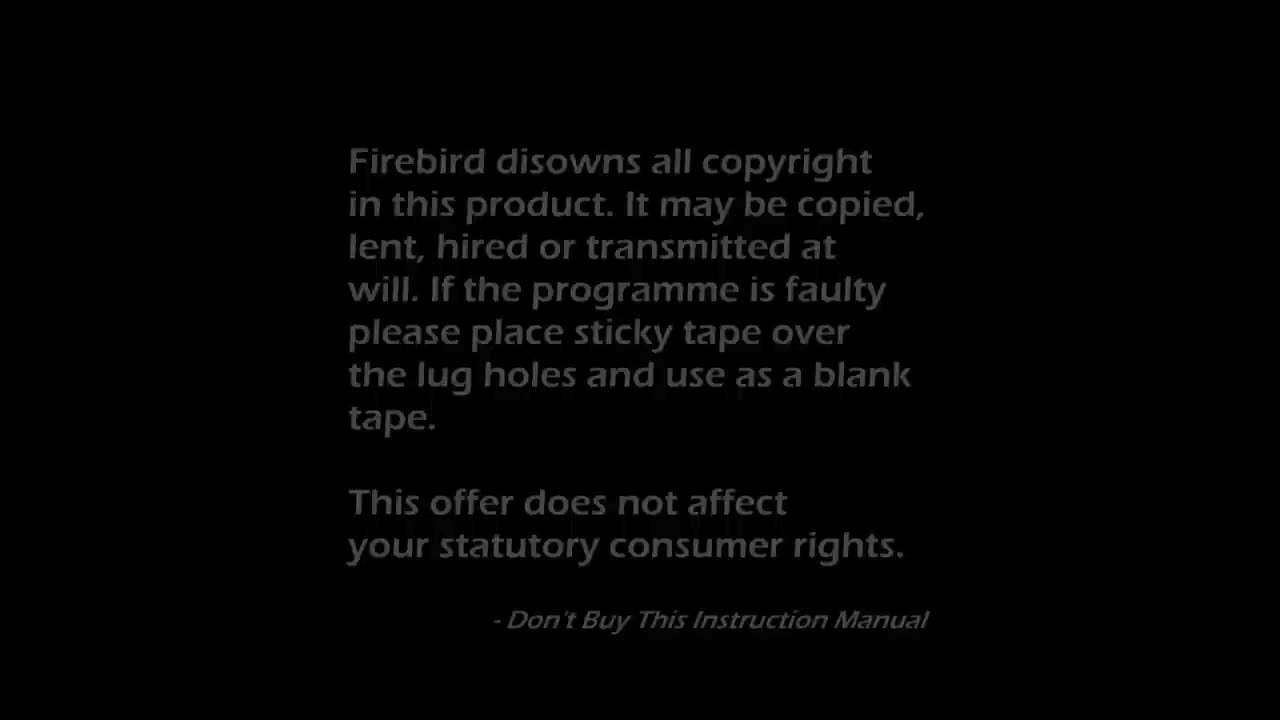 Firebird disowns all copyright
in this product. It may be copied,
lent, hired or transmitted at
will. If the programme is faulty
please place sticky tape over
the lug holes and use as a blank
tape.
This offer does not affect
your statutory consumer rights.
- Don't Buy This Instruction Manual